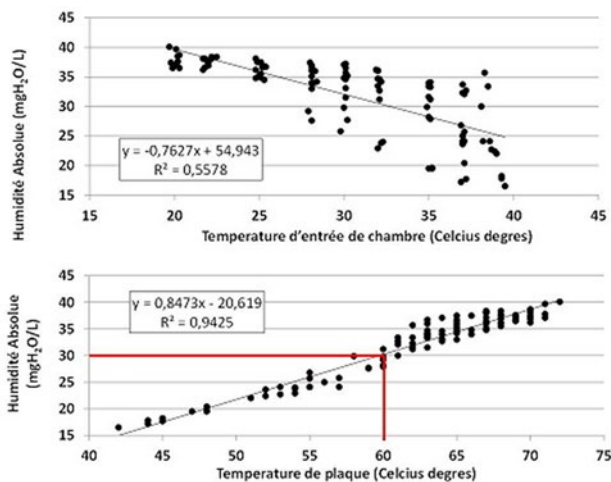 Humidité Absolue (mgH₂O/L)
45
40
35
30
25
20
15
y = -0,7627x + 54,943
R² = 0,5578
15 20 25 30 35 40 45
Temperature d'entrée de chambre (Celcius degres)
Humidité Absolue
(mgH₂O/L)
45
40
35
30
25
20
15
y = 0,8473x - 20,619
R² = 0,9425
40 45 50 55 60 65 70 75
Temperature de plaque (Celcius degres)